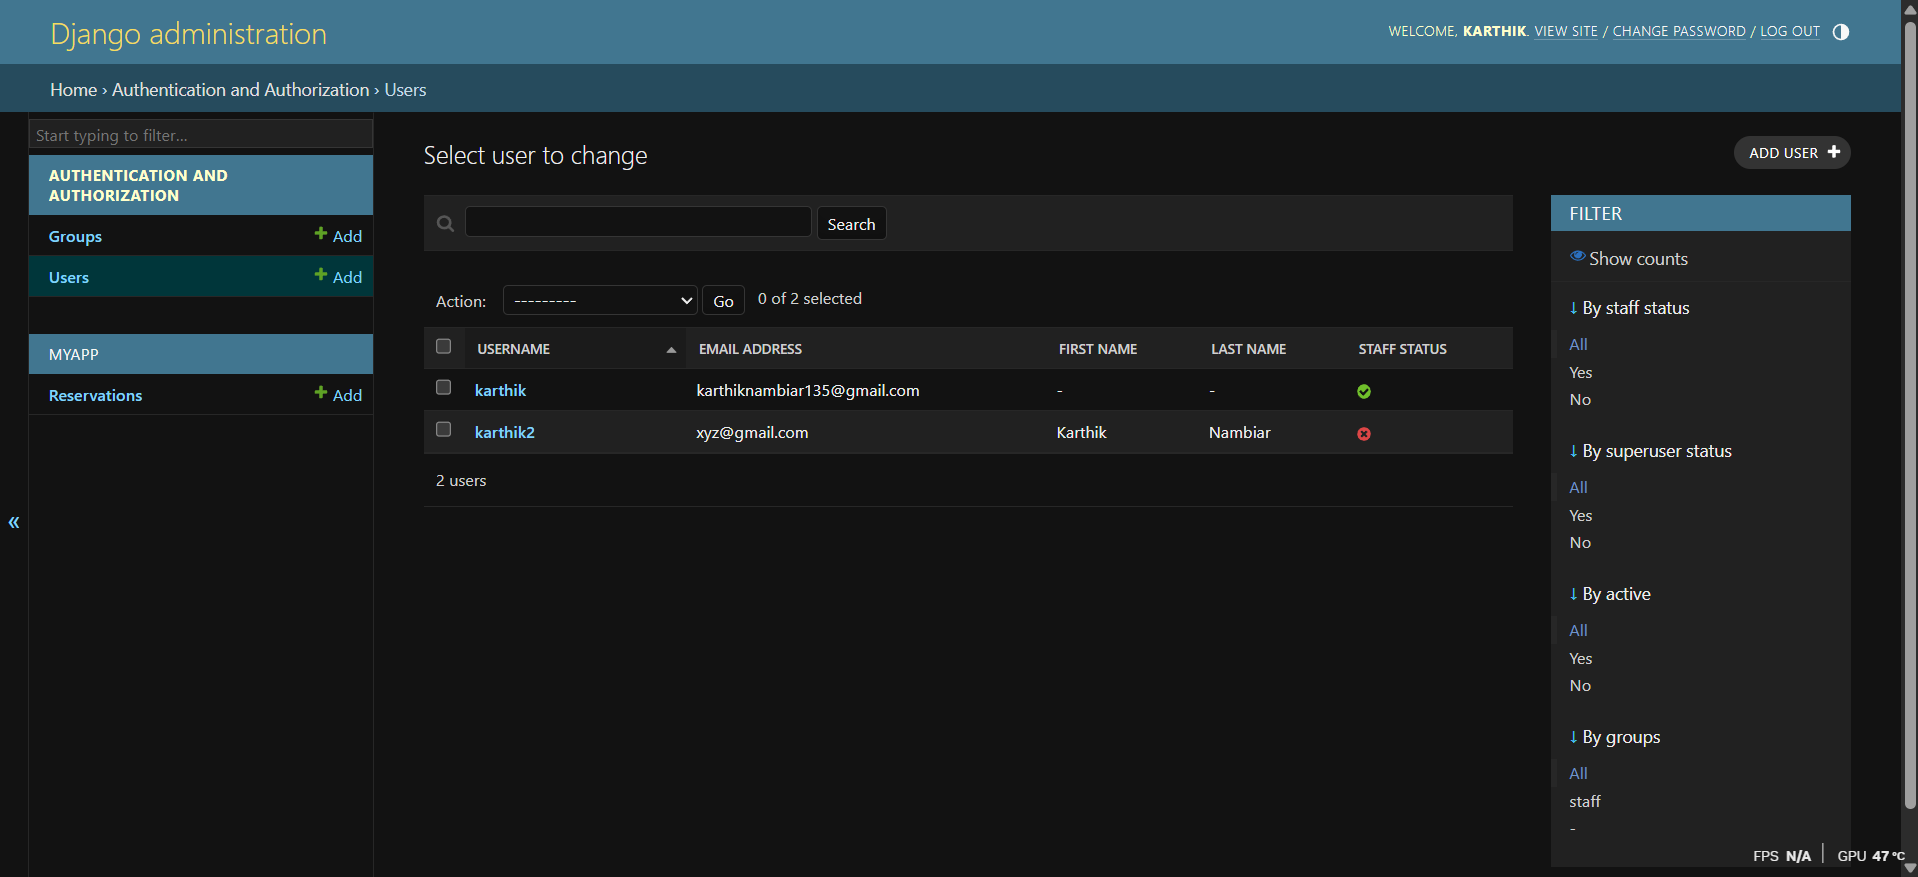 Django administration
WELCOME, KARTHIK. VIEW SITE / CHANGE PASSWORD / LOG OUT
Home › Authentication and Authorization › Users
Start typing to filter...
AUTHENTICATION AND
AUTHORIZATION
Groups
+ Add
Users
+ Add
MYAPP
Reservations
+ Add
«
Select user to change
ADD USER +
Search
Action:
---------
Go
0 of 2 selected
USERNAME EMAIL ADDRESS FIRST NAME LAST NAME STAFF STATUS
karthik karthiknambiar135@gmail.com - -
karthik2 xyz@gmail.com Karthik Nambiar
2 users
FILTER
Show counts
↓ By staff status
All
Yes
No
↓ By superuser status
All
Yes
No
↓ By active
All
Yes
No
↓ By groups
All
staff
-
FPS N/A | GPU 47 °C